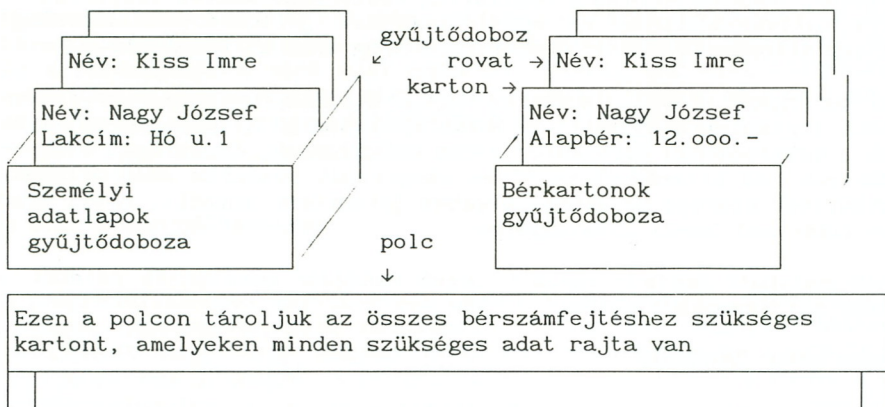 gyűjtődoboz
Név: Kiss Imre
↙ rovat → Név: Kiss Imre
karton →
Név: Nagy József
Lakcím: Hó u.1
Név: Nagy József
Alapbér: 12.ooo.-
Személyi
adatlapok
gyűjtődoboza
Bérkartonok
gyűjtődoboza
polc
↓
Ezen a polcon tároljuk az összes bérszámfejtéshez szükséges
kartont, amelyeken minden szükséges adat rajta van